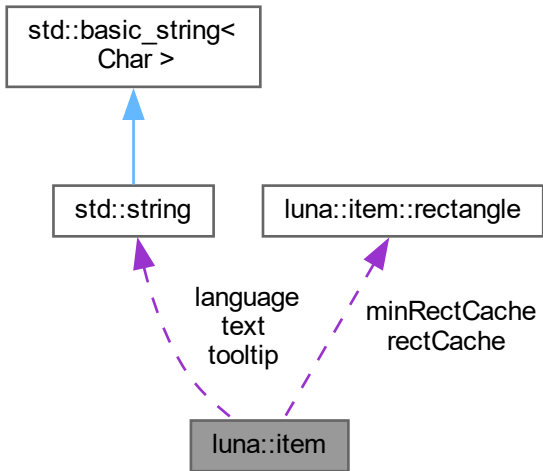 std::basic_string<
Char >
std::string
luna::item::rectangle
language
text
tooltip
minRectCache
rectCache
luna::item